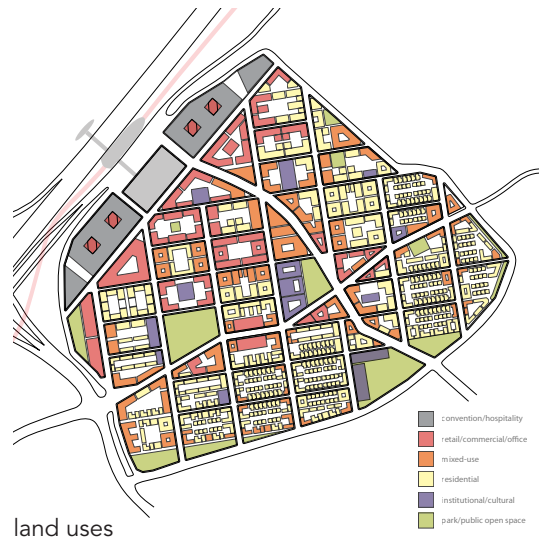 convention/hospitality
retail/commercial/office
mixed-use
residential
institutional/cultural
park/public open space
land uses